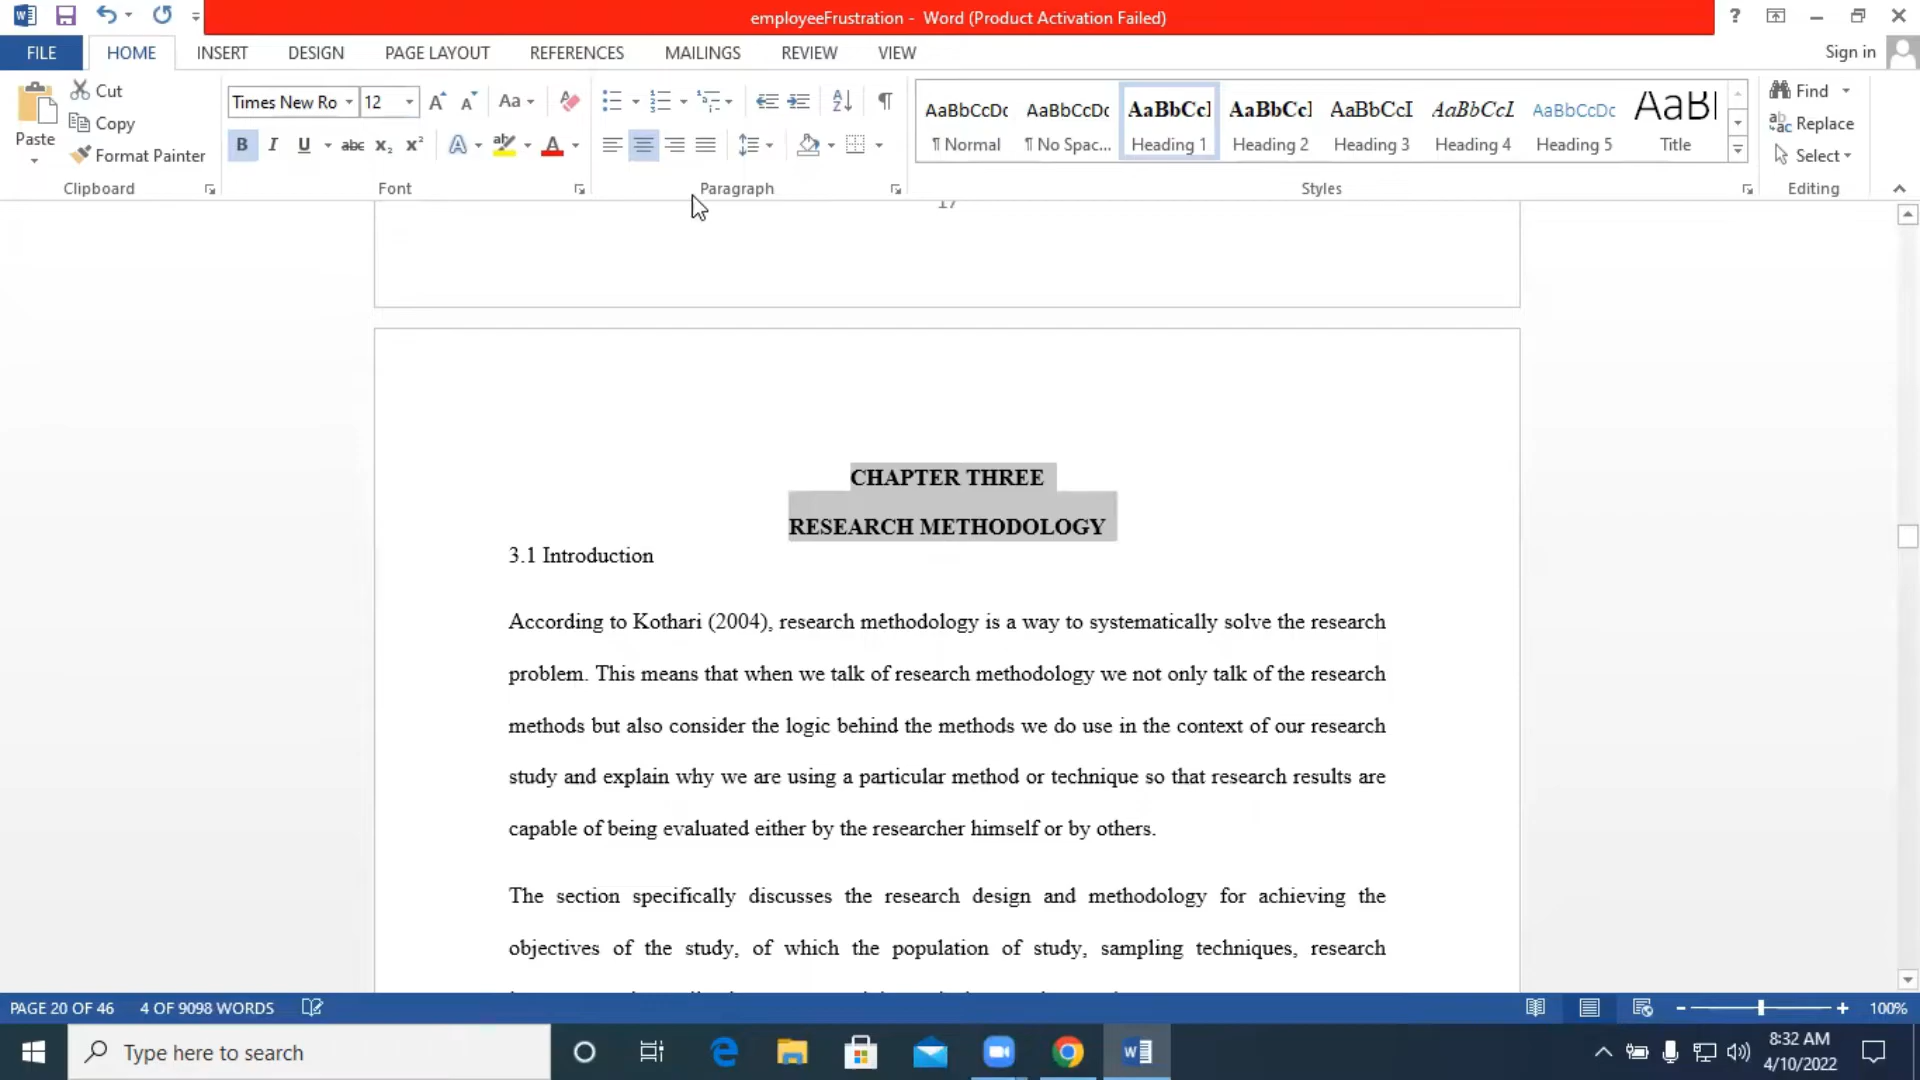 employeeFrustration - Word (Product Activation Failed)
?
FILE HOME INSERT DESIGN PAGE LAYOUT REFERENCES MAILINGS REVIEW VIEW Sign in
Paste
Cut
Copy
Format Painter
Clipboard
Times New Ro 12 Aa
B I U abc x₂ x² A ab A
Font
Paragraph
AaBbCcDc ¶ Normal
AaBbCcDc ¶ No Spac...
AaBbCcI Heading 1
AaBbCcI Heading 2
AaBbCcI Heading 3
AaBbCcI Heading 4
AaBbCcDc Heading 5
AaBl Title
Styles
Find
Replace
Select
Editing
17
CHAPTER THREE
RESEARCH METHODOLOGY
3.1 Introduction
According to Kothari (2004), research methodology is a way to systematically solve the research
problem. This means that when we talk of research methodology we not only talk of the research
methods but also consider the logic behind the methods we do use in the context of our research
study and explain why we are using a particular method or technique so that research results are
capable of being evaluated either by the researcher himself or by others.
The section specifically discusses the research design and methodology for achieving the
objectives of the study, of which the population of study, sampling techniques, research
PAGE 20 OF 46 4 OF 9098 WORDS 100%
Type here to search
8:32 AM
4/10/2022